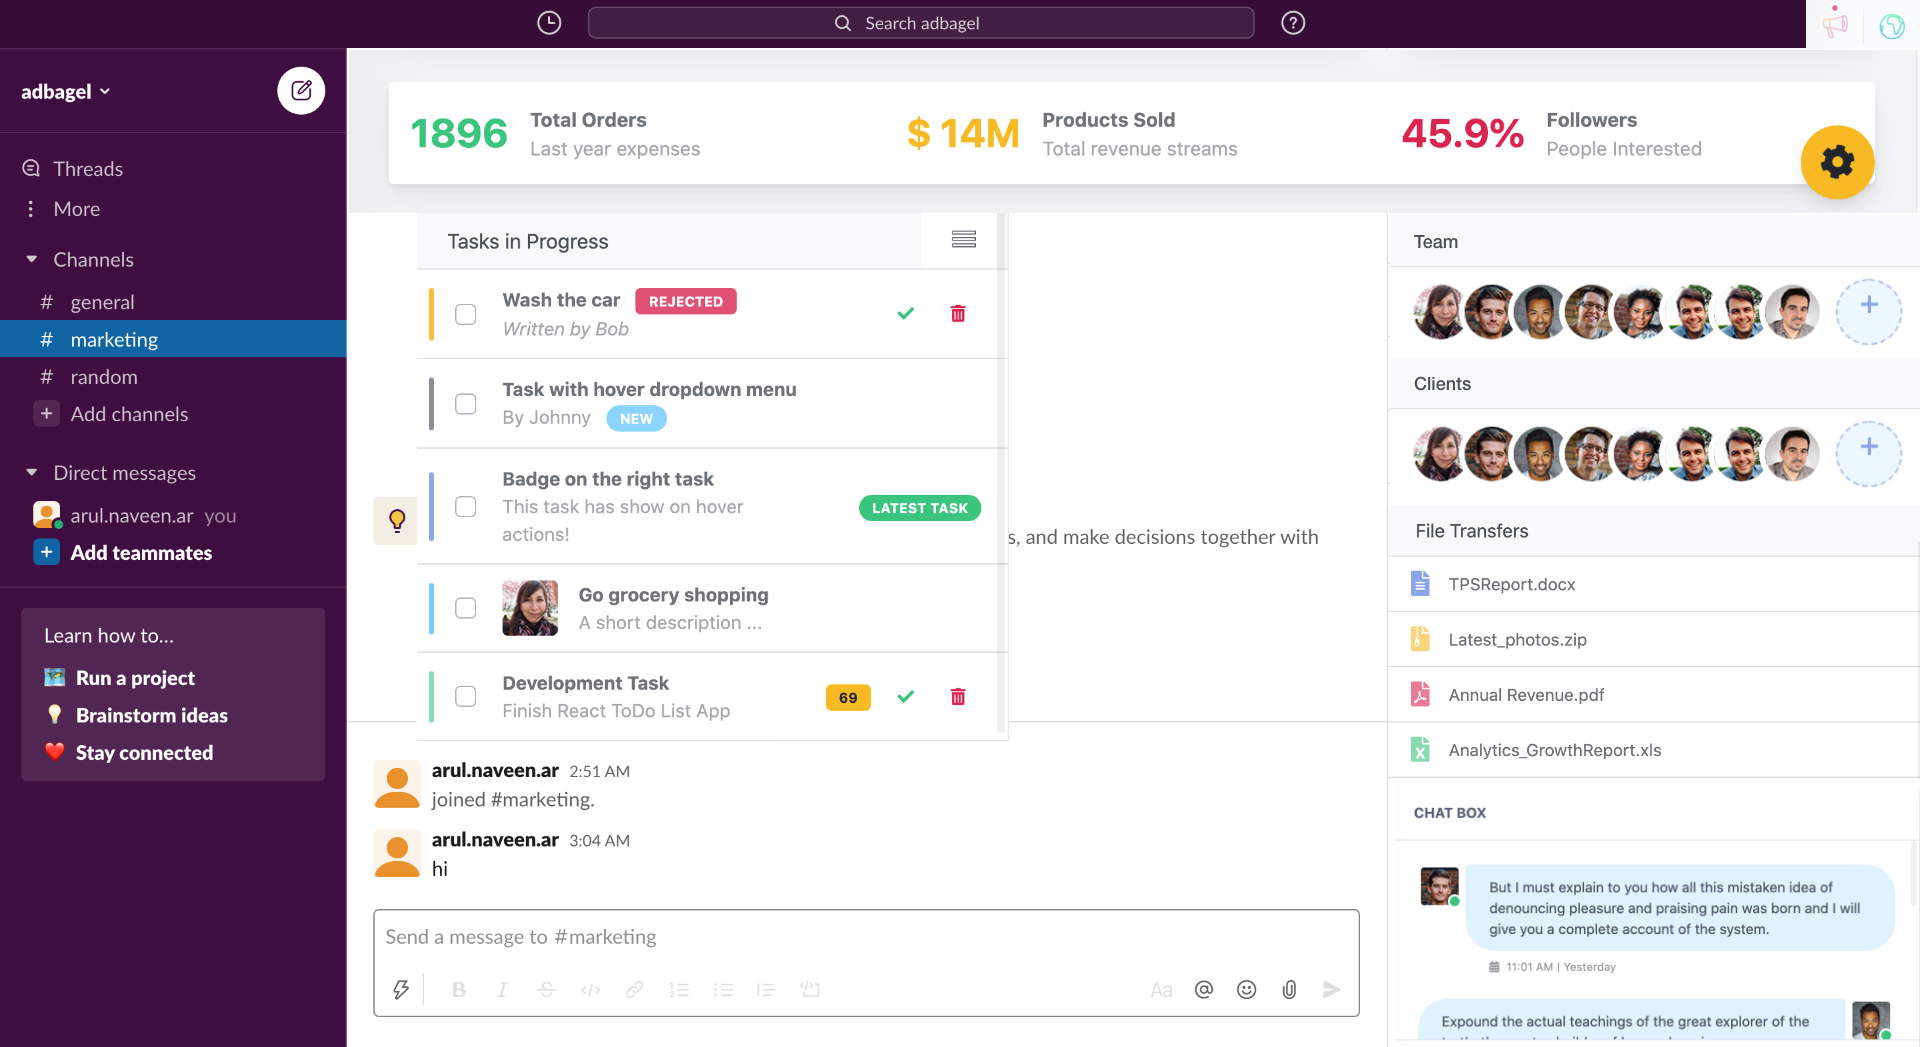 Search adbagel
adbagel
Threads
More
Channels
# general
# marketing
# random
+ Add channels
Direct messages
arul.naveen.ar you
+ Add teammates
Learn how to...
Run a project
Brainstorm ideas
Stay connected
1896
Total Orders
Last year expenses
$ 14M
Products Sold
Total revenue streams
45.9%
Followers
People Interested
Tasks in Progress
Wash the car REJECTED
Written by Bob
Task with hover dropdown menu
By Johnny NEW
Badge on the right task
This task has show on hover
actions!
LATEST TASK
Go grocery shopping
A short description ...
Development Task
Finish React ToDo List App
69
s, and make decisions together with
arul.naveen.ar 2:51 AM
joined #marketing.
arul.naveen.ar 3:04 AM
hi
Send a message to #marketing
B I S </> Aa @
Team
+
Clients
+
File Transfers
TPSReport.docx
Latest_photos.zip
Annual Revenue.pdf
Analytics_GrowthReport.xls
CHAT BOX
But I must explain to you how all this mistaken idea of
denouncing pleasure and praising pain was born and I will
give you a complete account of the system.
11:01 AM | Yesterday
Expound the actual teachings of the great explorer of the